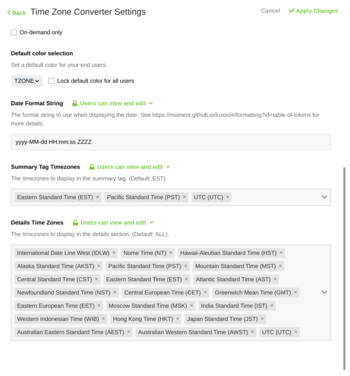 Back Time Zone Converter Settings Cancel Apply Changes
On-demand only
Default color selection
Set a default color for your end users.
TZONE Lock default color for all users
Date Format String Users can view and edit
The format string to use when displaying the date. See https://moment.github.io/luxon/#/formatting?id=table-of-tokens for
more details.
yyyy-MM-dd HH:mm:ss ZZZZ
Summary Tag Timezones Users can view and edit
The timezones to display in the summary tag. (Default: EST)
Eastern Standard Time (EST) × Pacific Standard Time (PST) × UTC (UTC) ×
Details Time Zones Users can view and edit
The timezones to display in the details section. (Default: ALL).
International Date Line West (IDLW) × Nome Time (NT) × Hawaii-Aleutian Standard Time (HST) ×
Alaska Standard Time (AKST) × Pacific Standard Time (PST) × Mountain Standard Time (MST) ×
Central Standard Time (CST) × Eastern Standard Time (EST) × Atlantic Standard Time (AST) ×
Newfoundland Standard Time (NST) × Central European Time (CET) × Greenwich Mean Time (GMT) ×
Eastern European Time (EET) × Moscow Standard Time (MSK) × India Standard Time (IST) ×
Western Indonesian Time (WIB) × Hong Kong Time (HKT) × Japan Standard Time (JST) ×
Australian Eastern Standard Time (AEST) × Australian Western Standard Time (AWST) × UTC (UTC) ×